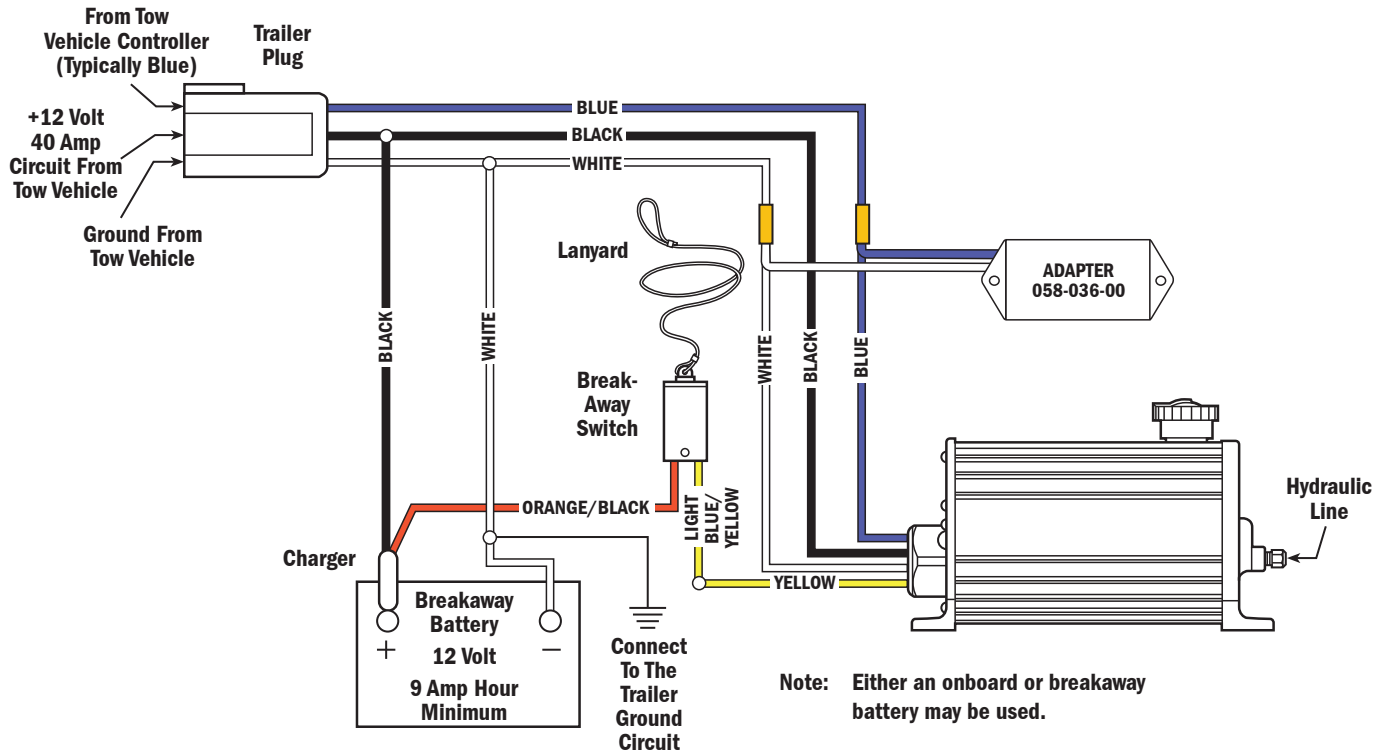 From Tow
Vehicle Controller
(Typically Blue)
Trailer
Plug
+12 Volt
40 Amp
Circuit From
Tow Vehicle
Ground From
Tow Vehicle
BLUE
BLACK
WHITE
Lanyard
ADAPTER
058-036-00
BLACK
WHITE
WHITE
BLACK
BLUE
Break-
Away
Switch
ORANGE/BLACK
LIGHT
BLUE/
YELLOW
YELLOW
Hydraulic
Line
Charger
Breakaway
Battery
+
12 Volt
–
9 Amp Hour
Minimum
Connect
To The
Trailer
Ground
Circuit
Note: Either an onboard or breakaway
battery may be used.